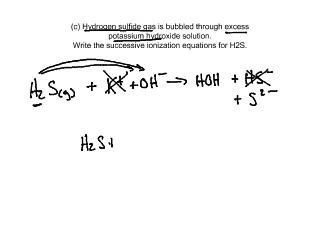 (c) Hydrogen sulfide gas is bubbled through excess
potassium hydroxide solution.
Write the successive ionization equations for H2S.
H₂S(g) + K⁺ + OH⁻ → HOH + HS⁻
+ S²⁻
H₂S +